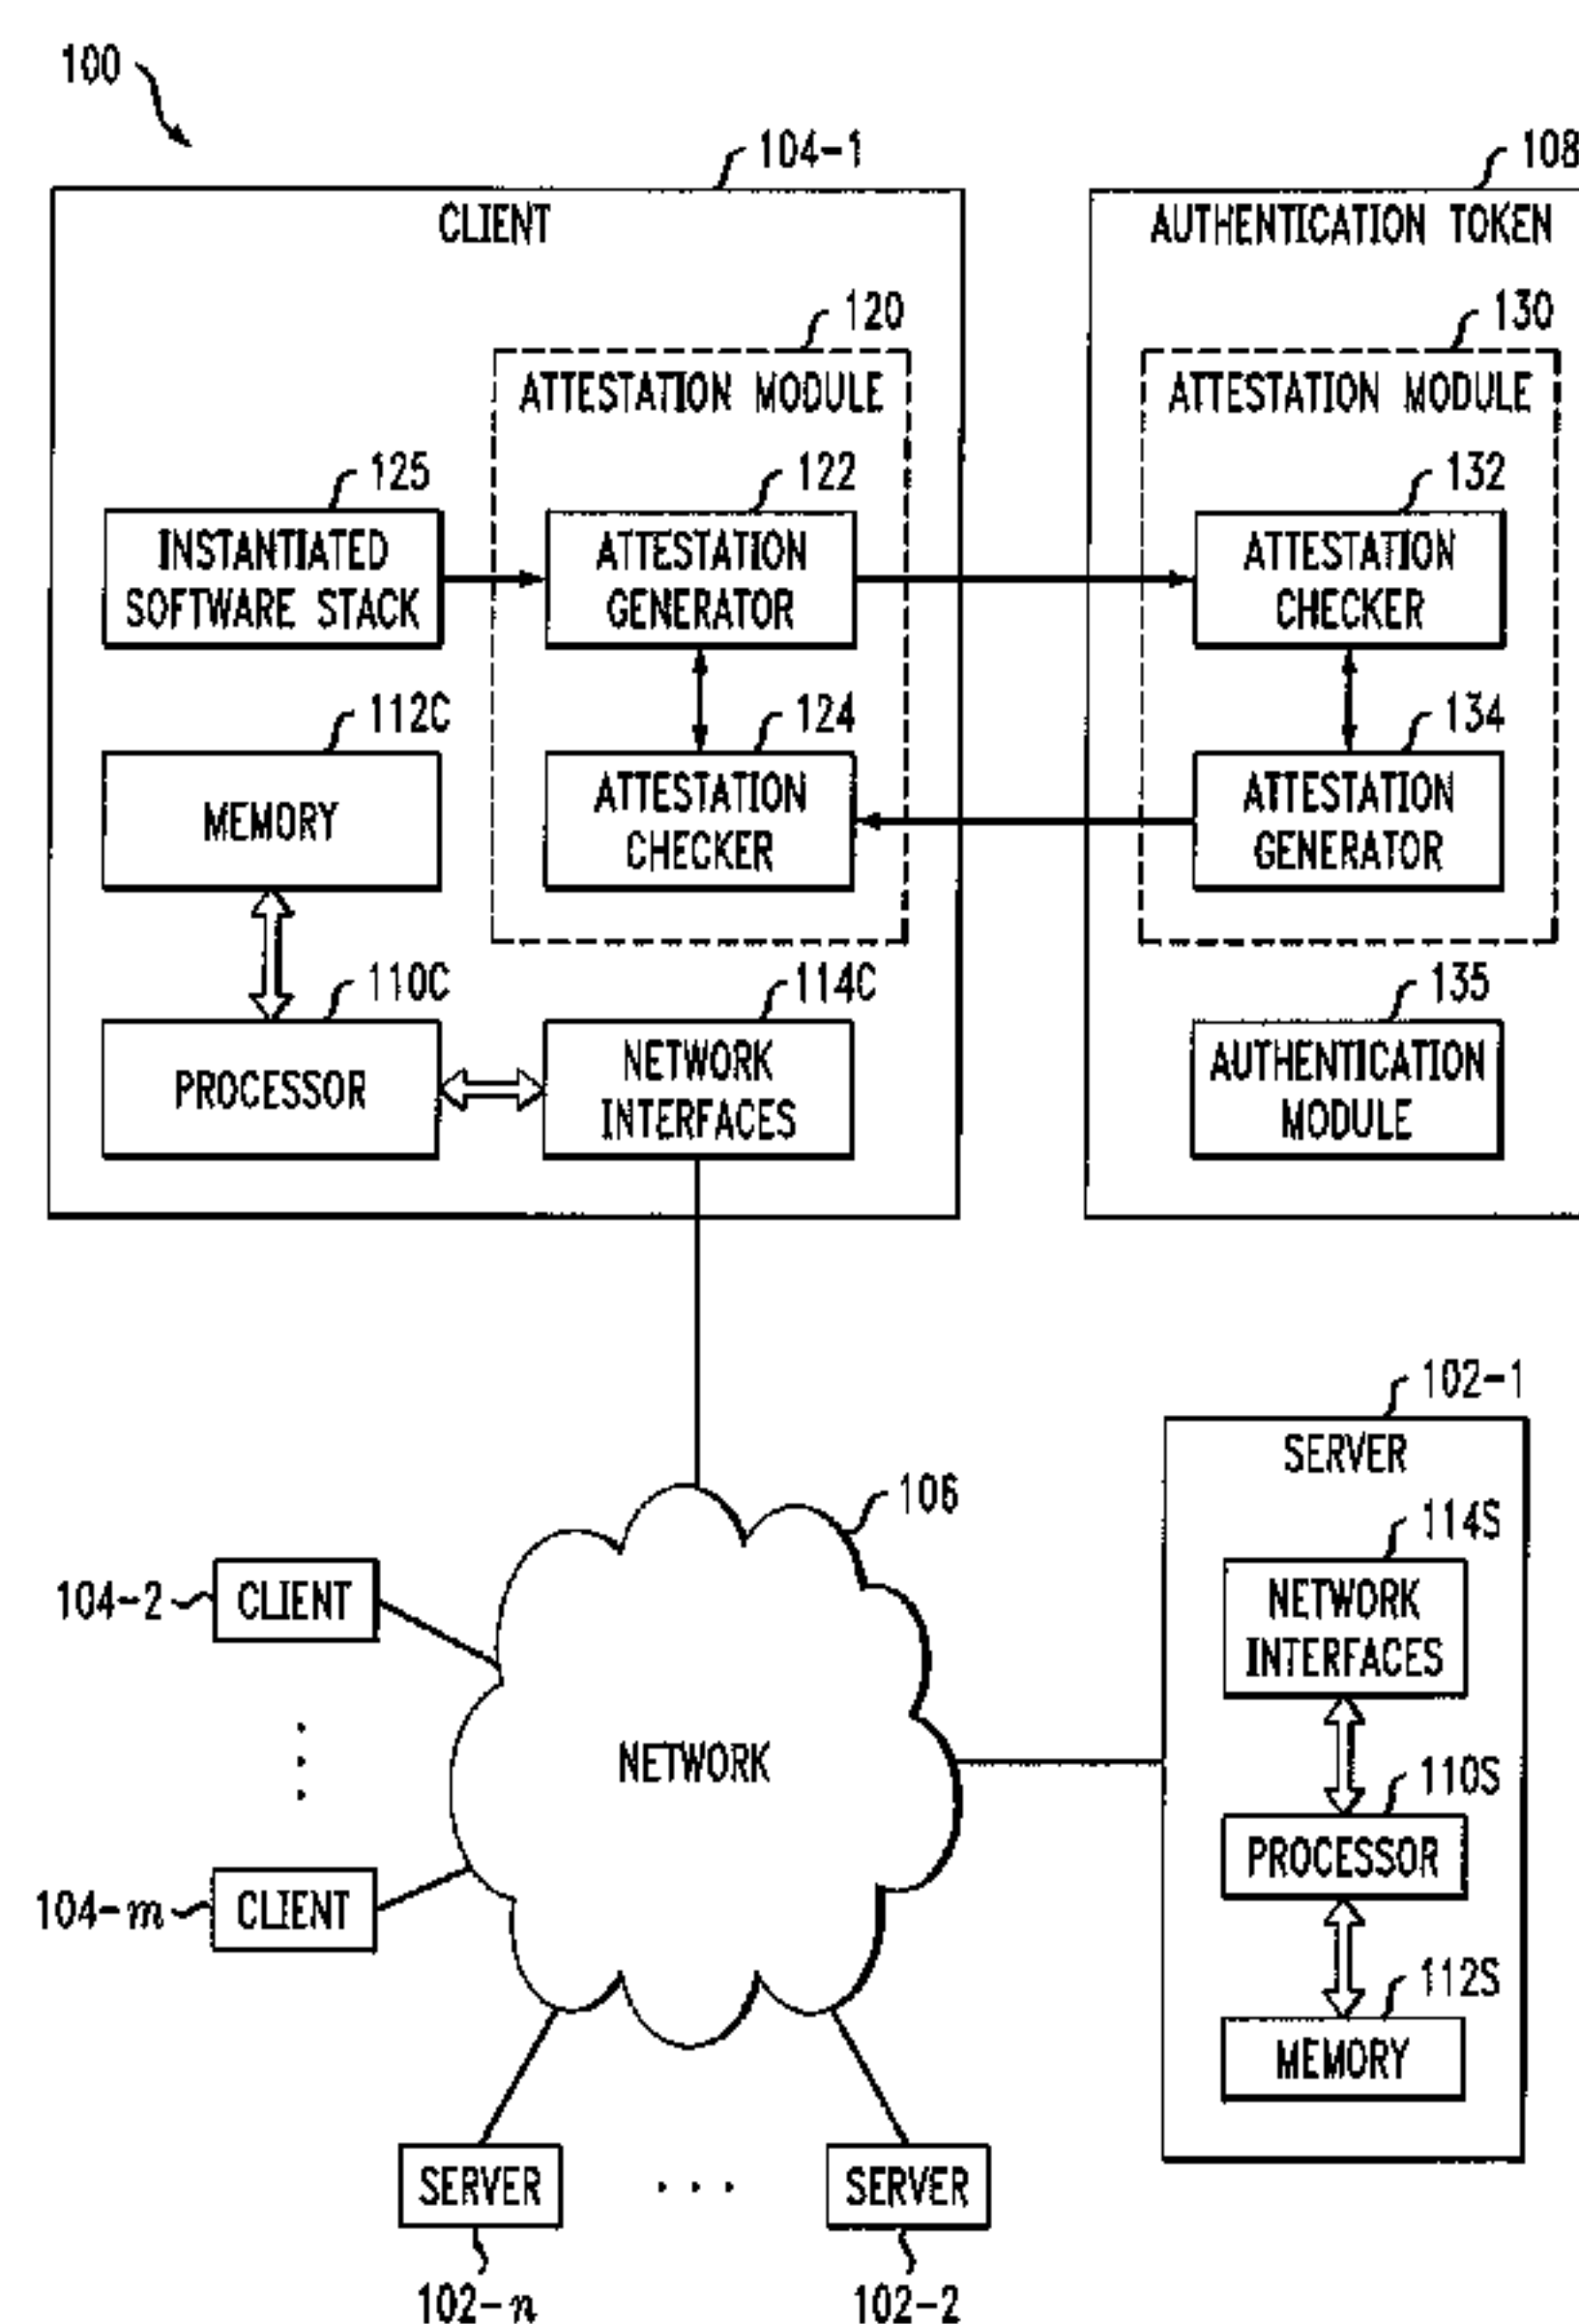 100
104-1
108
CLIENT
AUTHENTICATION TOKEN
120
130
ATTESTATION MODULE
ATTESTATION MODULE
125
122
132
INSTANTIATED
SOFTWARE STACK
ATTESTATION
GENERATOR
ATTESTATION
CHECKER
112C
124
134
MEMORY
ATTESTATION
CHECKER
ATTESTATION
GENERATOR
110C
114C
135
PROCESSOR
NETWORK
INTERFACES
AUTHENTICATION
MODULE
102-1
SERVER
106
114S
104-2
CLIENT
NETWORK
INTERFACES
NETWORK
110S
PROCESSOR
104-m
CLIENT
112S
MEMORY
SERVER
. . .
SERVER
102-n
102-2